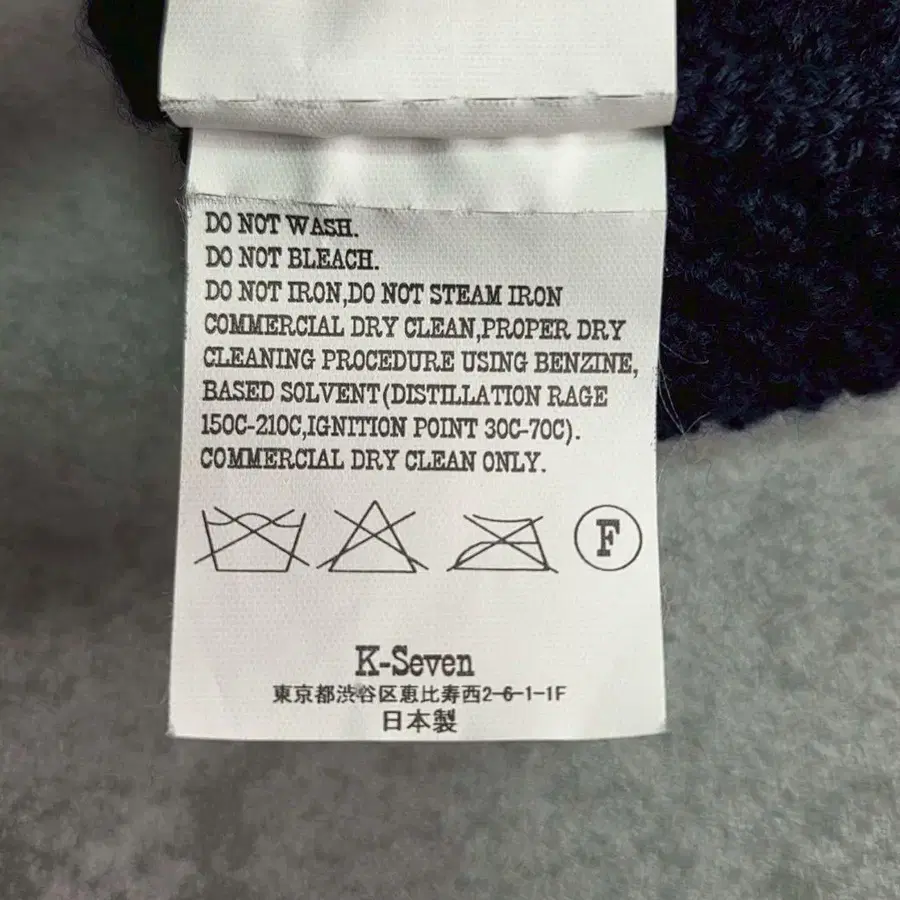 DO NOT WASH.
DO NOT BLEACH.
DO NOT IRON,DO NOT STEAM IRON
COMMERCIAL DRY CLEAN,PROPER DRY
CLEANING PROCEDURE USING BENZINE,
BASED SOLVENT(DISTILLATION RAGE
150C-210C,IGNITION POINT 30C-70C).
COMMERCIAL DRY CLEAN ONLY.
F
K-Seven
東京都渋谷区恵比寿西2-6-1-1F
日本製